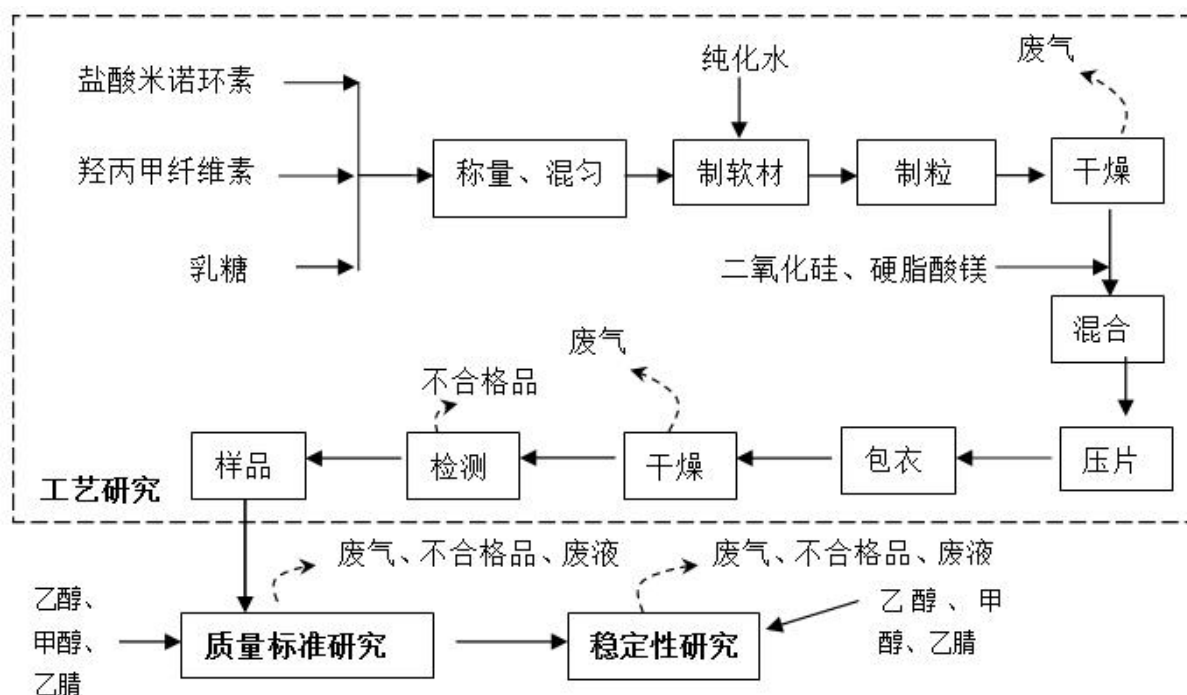 盐酸米诺环素
羟丙甲纤维素
乳糖
称量、混匀
纯化水
制软材
制粒
废气
干燥
二氧化硅、硬脂酸镁
混合
压片
包衣
废气
干燥
不合格品
检测
样品
工艺研究
乙醇、
甲醇、
乙腈
废气、不合格品、废液
质量标准研究
废气、不合格品、废液
稳定性研究
乙醇、甲
醇、乙腈